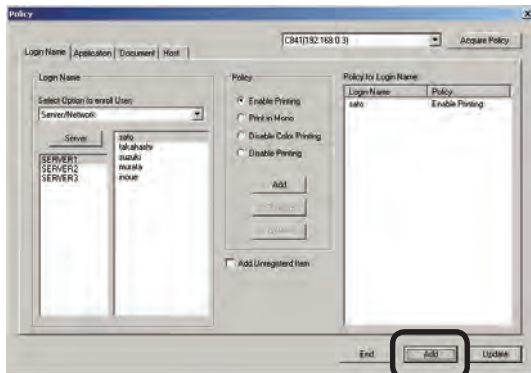 Policy
C841(192.168.0.3)
Acquire Policy
Login Name
Application
Document
Host
Login Name
Select Option to enroll User.
Server/Network
Server
SERVER1
SERVER2
SERVER3
sato
takahashi
suzuki
murata
inoue
Policy
Enable Printing
Print in Mono
Disable Color Printing
Disable Printing
Add
Add Unregisterd Item
Policy for Login Name
Login Name Policy
sato Enable Printing
End
Add
Update